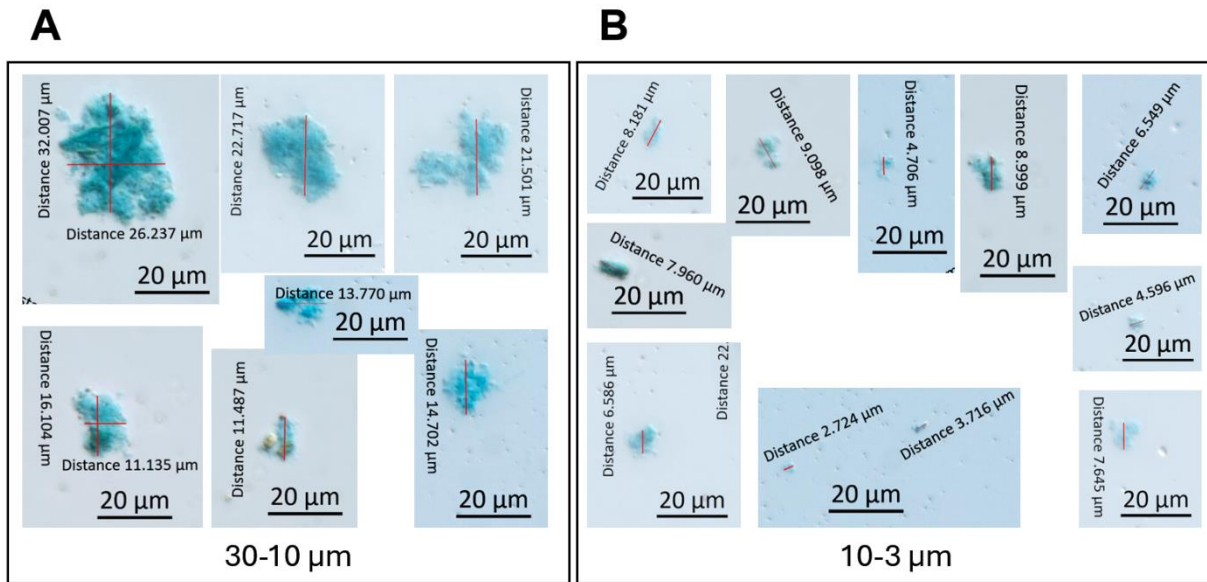 A
B
Distance 32.007 µm
Distance 26.237 µm
20 µm
Distance 22.717 µm
20 µm
Distance 21.501 µm
20 µm
Distance 13.770 µm
20 µm
Distance 16.104 µm
Distance 11.135 µm
20 µm
Distance 11.487 µm
20 µm
Distance 14.702 µm
20 µm
30-10 µm
Distance 8.181 µm
20 µm
Distance 9.098 µm
20 µm
Distance 4.706 µm
20 µm
Distance 8.999 µm
20 µm
Distance 6.549 µm
20 µm
Distance 7.960 µm
20 µm
Distance 4.596 µm
20 µm
Distance 6.586 µm
Distance 22.
20 µm
Distance 2.724 µm
Distance 3.716 µm
20 µm
Distance 7.645 µm
20 µm
10-3 µm